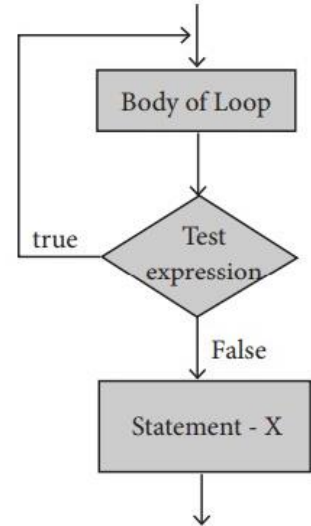 Body of Loop
Test
expression
true
False
Statement - X